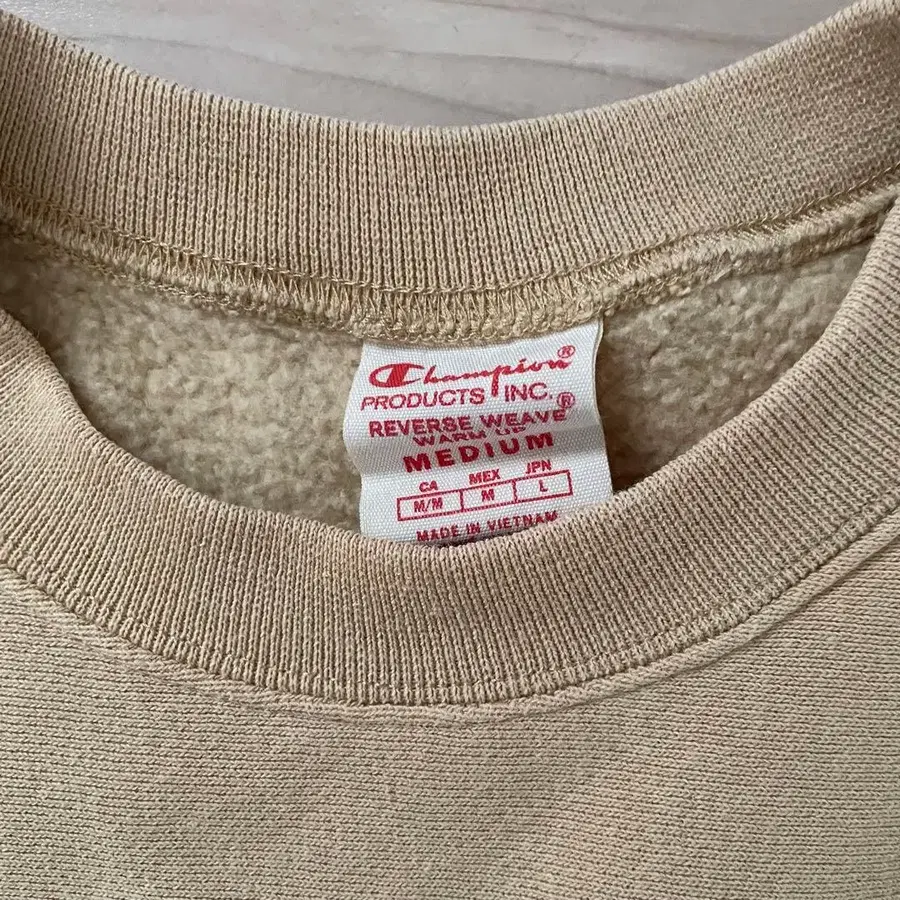 Champion®
PRODUCTS INC.
REVERSE WEAVE®
WARM UP
MEDIUM
CA MEX JPN
M/M M L
MADE IN VIETNAM